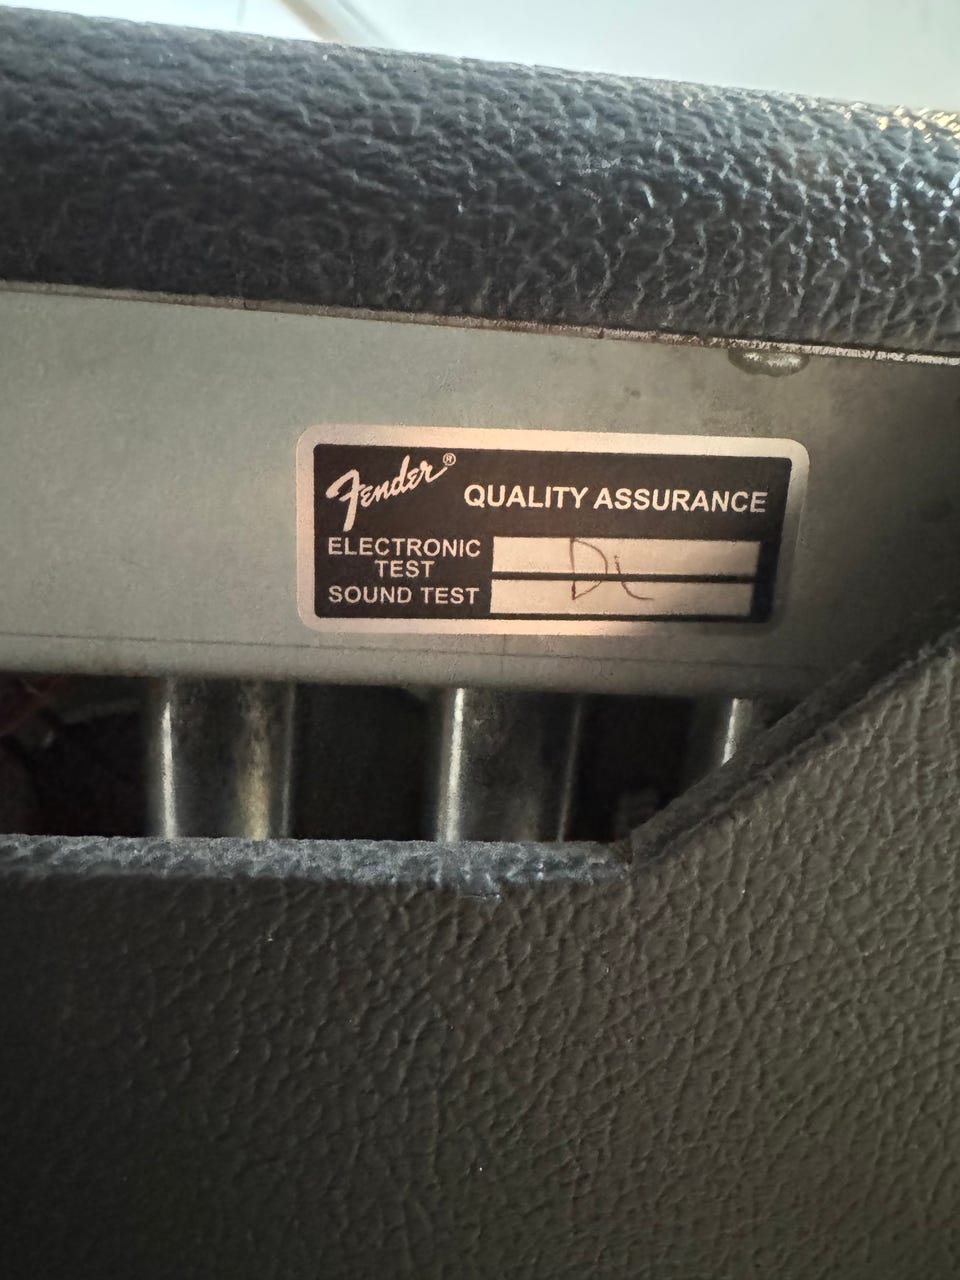 Fender®
QUALITY ASSURANCE
ELECTRONIC
TEST
SOUND TEST